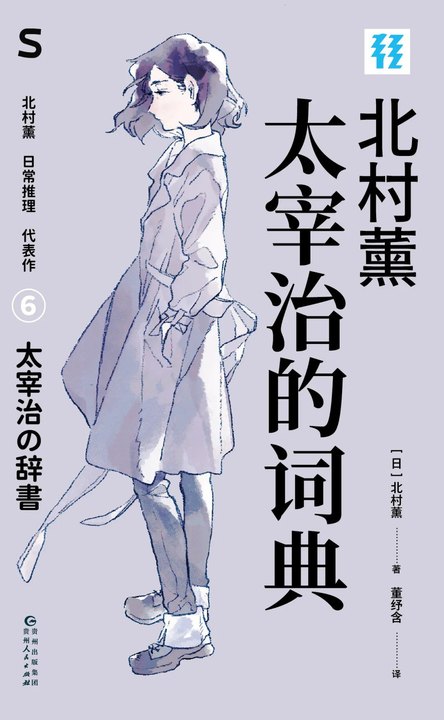 S
北村薰
日常推理
代表作
6
太宰治の辞書
贵州出版集团
贵州人民出版社
北村薰
太宰治的词典
[日]北村薰…………著
董纾含…………译